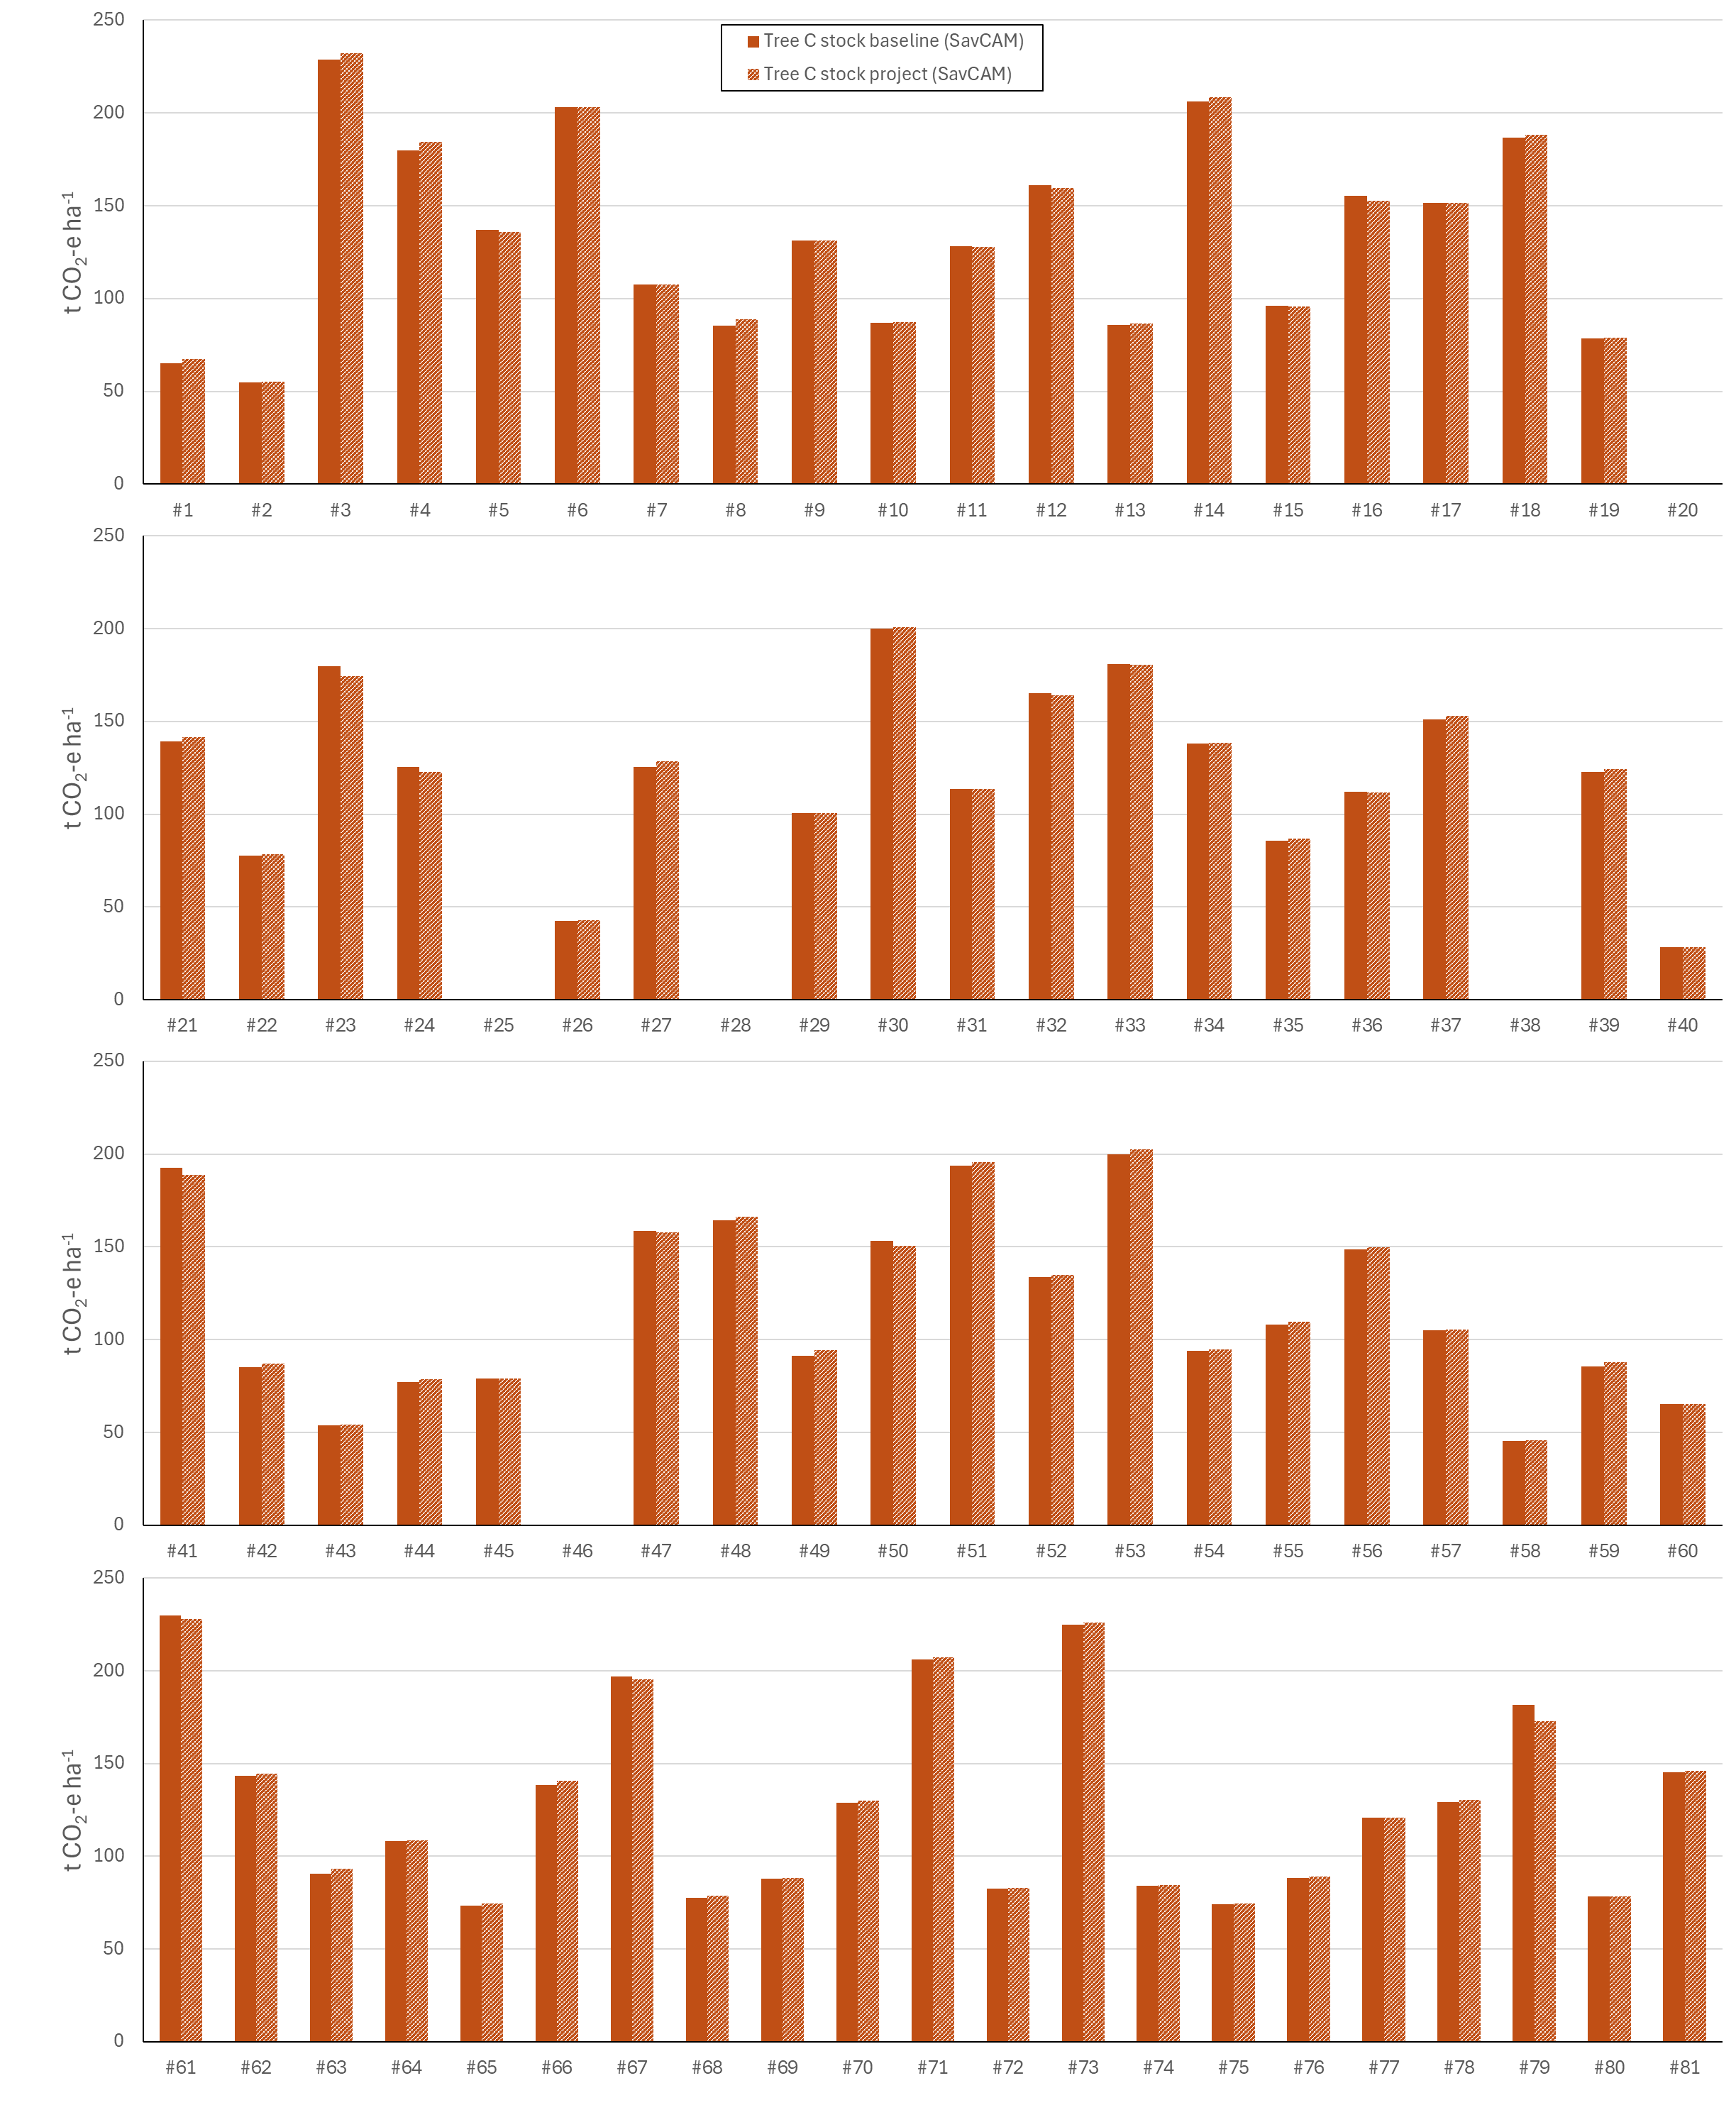 250
200
150
100
50
0
t CO₂-e ha⁻¹
Tree C stock baseline (SavCAM)
Tree C stock project (SavCAM)
#1 #2 #3 #4 #5 #6 #7 #8 #9 #10 #11 #12 #13 #14 #15 #16 #17 #18 #19 #20
250
200
150
100
50
0
t CO₂-e ha⁻¹
#21 #22 #23 #24 #25 #26 #27 #28 #29 #30 #31 #32 #33 #34 #35 #36 #37 #38 #39 #40
250
200
150
100
50
0
t CO₂-e ha⁻¹
#41 #42 #43 #44 #45 #46 #47 #48 #49 #50 #51 #52 #53 #54 #55 #56 #57 #58 #59 #60
250
200
150
100
50
0
t CO₂-e ha⁻¹
#61 #62 #63 #64 #65 #66 #67 #68 #69 #70 #71 #72 #73 #74 #75 #76 #77 #78 #79 #80 #81